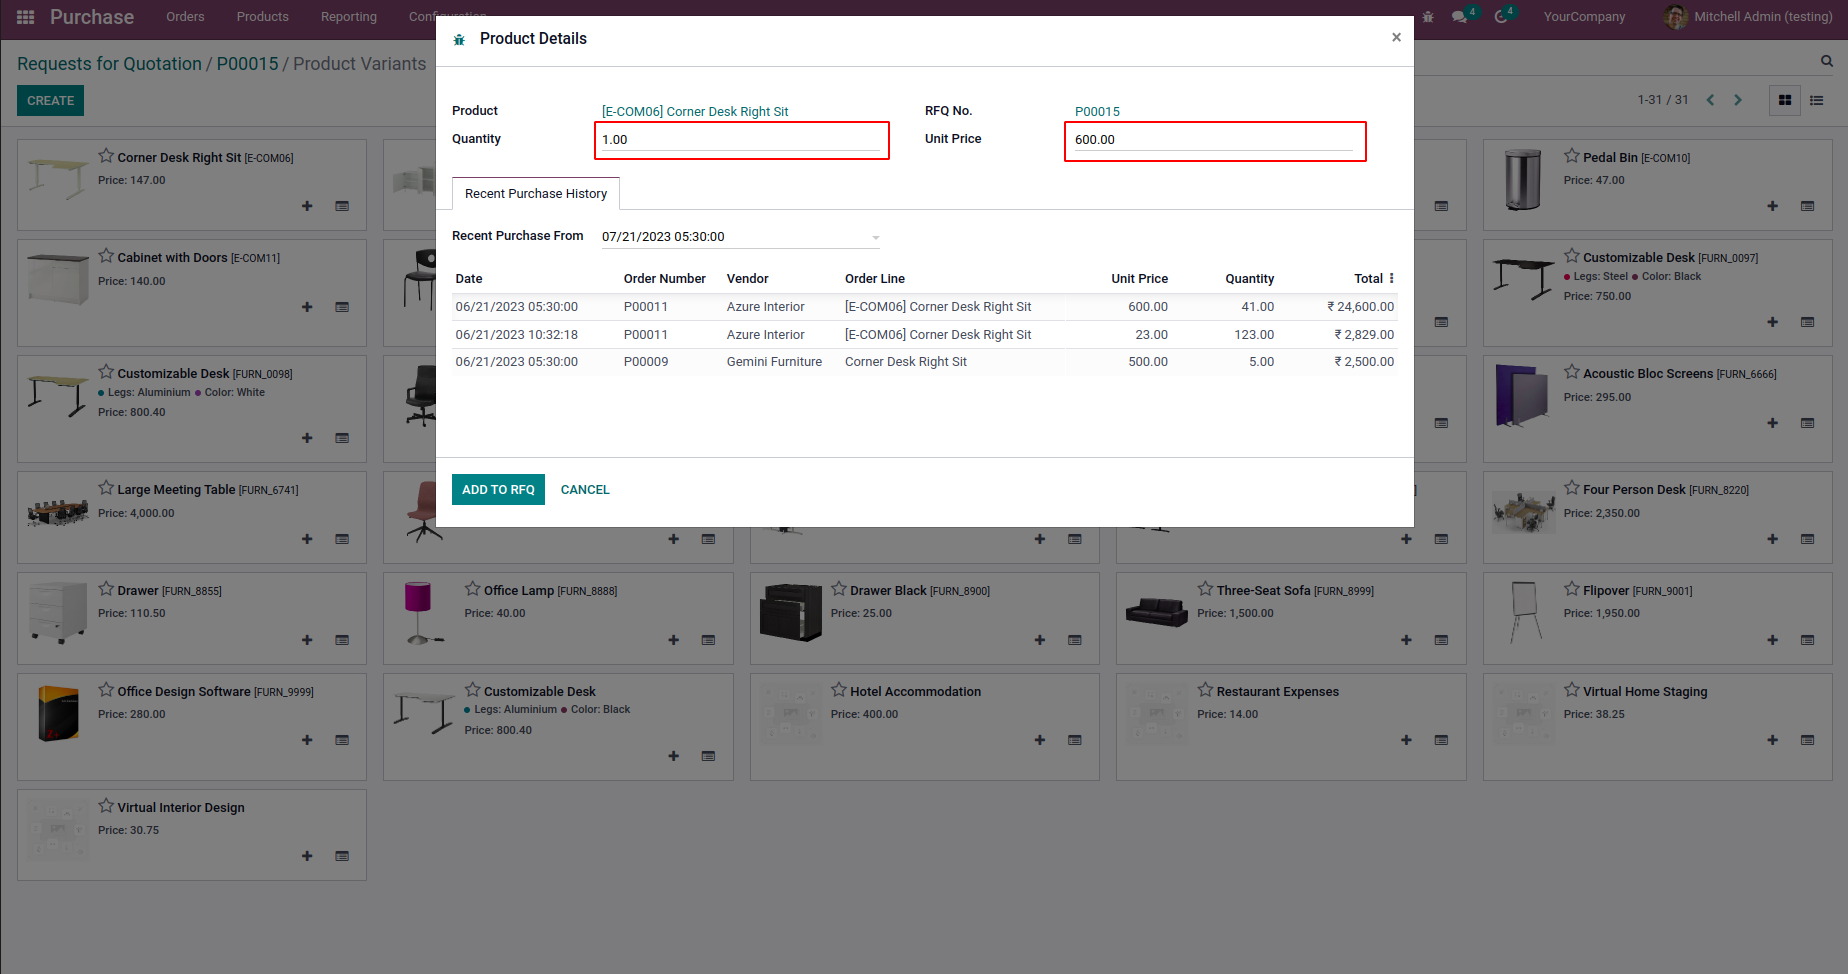 Purchase Orders Products Reporting
4 4 YourCompany Mitchell Admin (testing)
Requests for Quotation / P00015 / Product Variants
CREATE
1-31 / 31
Product Details
×
Product [E-COM06] Corner Desk Right Sit RFQ No. P00015
Quantity 1.00 Unit Price 600.00
Recent Purchase History
Recent Purchase From 07/21/2023 05:30:00
Date Order Number Vendor Order Line Unit Price Quantity Total
06/21/2023 05:30:00 P00011 Azure Interior [E-COM06] Corner Desk Right Sit 600.00 41.00 ₹ 24,600.00
06/21/2023 10:32:18 P00011 Azure Interior [E-COM06] Corner Desk Right Sit 23.00 123.00 ₹ 2,829.00
06/21/2023 05:30:00 P00009 Gemini Furniture Corner Desk Right Sit 500.00 5.00 ₹ 2,500.00
ADD TO RFQ CANCEL
Corner Desk Right Sit [E-COM06]
Price: 147.00
Pedal Bin [E-COM10]
Price: 47.00
Cabinet with Doors [E-COM11]
Price: 140.00
Customizable Desk [FURN_0097]
Legs: Steel Color: Black
Price: 750.00
Customizable Desk [FURN_0098]
Legs: Aluminium Color: White
Price: 800.40
Acoustic Bloc Screens [FURN_6666]
Price: 295.00
Large Meeting Table [FURN_6741]
Price: 4,000.00
Four Person Desk [FURN_8220]
Price: 2,350.00
Drawer [FURN_8855]
Price: 110.50
Office Lamp [FURN_8888]
Price: 40.00
Drawer Black [FURN_8900]
Price: 25.00
Three-Seat Sofa [FURN_8999]
Price: 1,500.00
Flipover [FURN_9001]
Price: 1,950.00
Office Design Software [FURN_9999]
Price: 280.00
Customizable Desk
Legs: Aluminium Color: Black
Price: 800.40
Hotel Accommodation
Price: 400.00
Restaurant Expenses
Price: 14.00
Virtual Home Staging
Price: 38.25
Virtual Interior Design
Price: 30.75